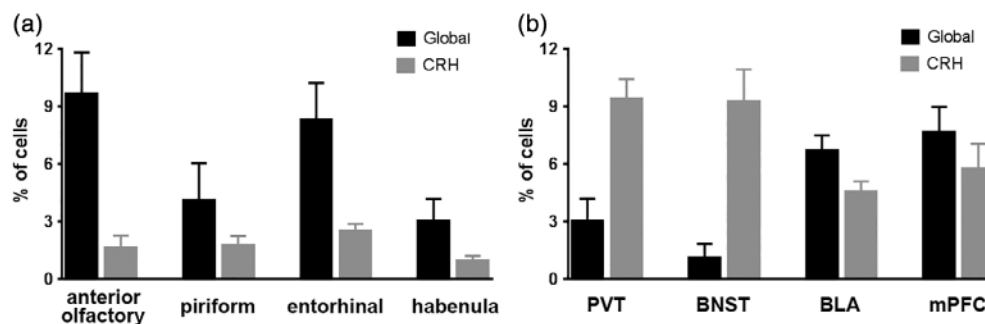 (a)
Global
CRH
12
9
6
3
0
% of cells
anterior
olfactory
piriform
entorhinal
habenula
(b)
Global
CRH
12
9
6
3
0
% of cells
PVT
BNST
BLA
mPFC